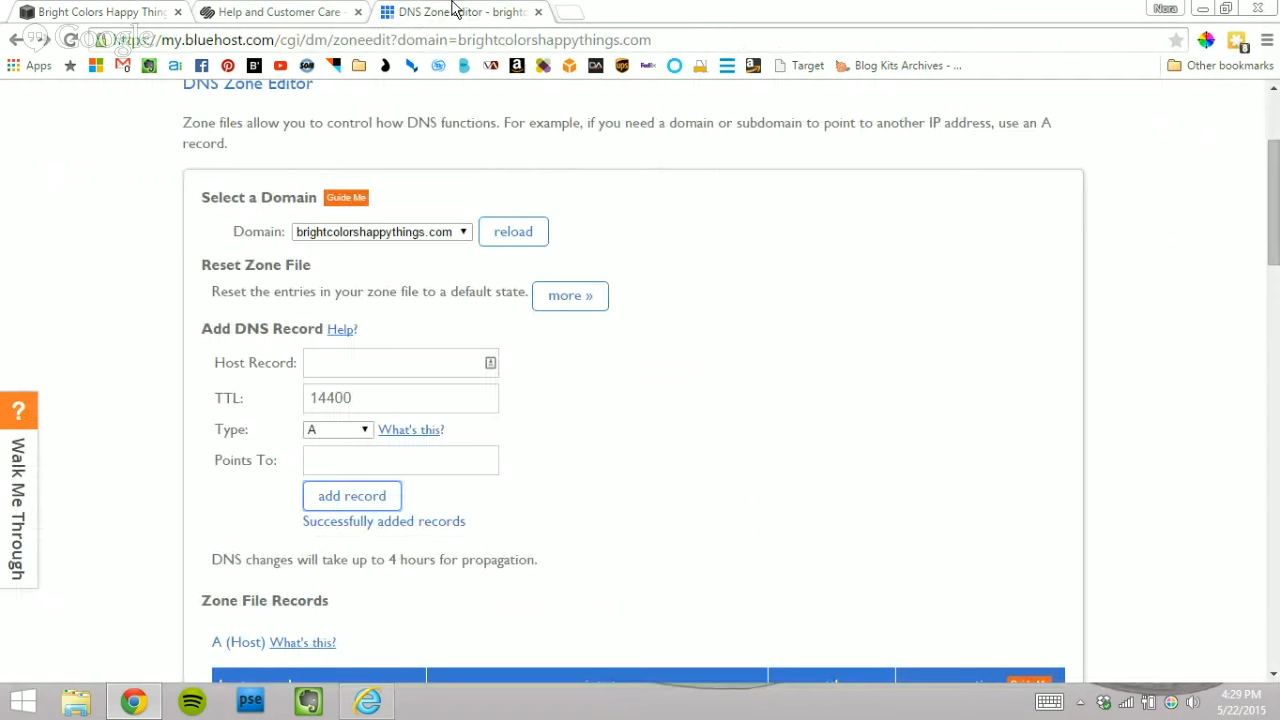 Bright Colors Happy Thin
Help and Customer Care -
DNS Zone Editor - bright
Nora
Google
https://my.bluehost.com/cgi/dm/zoneedit?domain=brightcolorshappythings.com
Apps
Target
Blog Kits Archives - ...
Other bookmarks
DNS Zone Editor
Zone files allow you to control how DNS functions. For example, if you need a domain or subdomain to point to another IP address, use an A
record.
Select a Domain Guide Me
Domain: brightcolorshappythings.com reload
Reset Zone File
Reset the entries in your zone file to a default state. more »
Add DNS Record Help?
Host Record:
TTL: 14400
Type: A What's this?
Points To:
add record
Successfully added records
DNS changes will take up to 4 hours for propagation.
Zone File Records
A (Host) What's this?
? Walk Me Through
pse
4:29 PM
5/22/2015